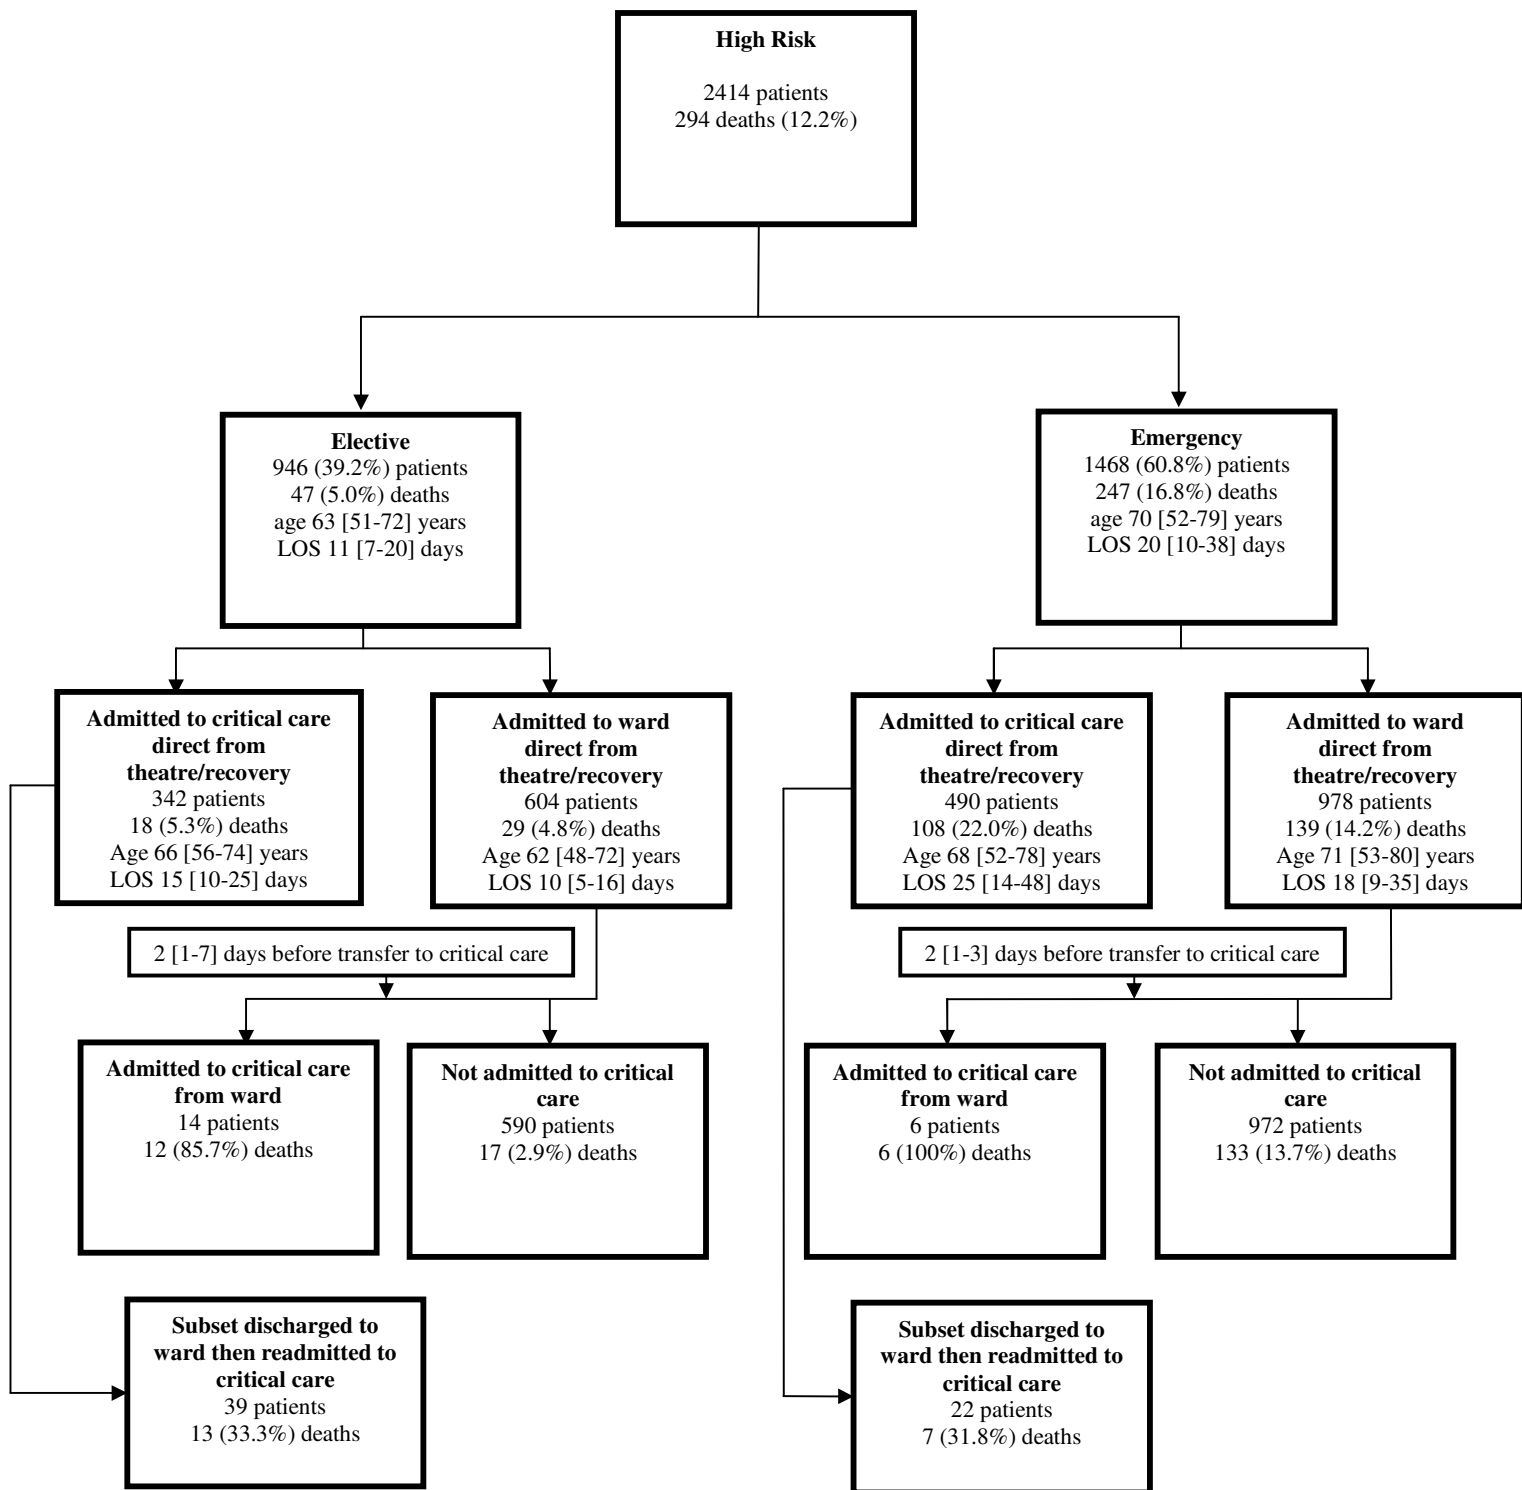 High Risk
2414 patients
294 deaths (12.2%)
Elective
946 (39.2%) patients
47 (5.0%) deaths
age 63 [51-72] years
LOS 11 [7-20] days
Emergency
1468 (60.8%) patients
247 (16.8%) deaths
age 70 [52-79] years
LOS 20 [10-38] days
Admitted to critical care
direct from
theatre/recovery
342 patients
18 (5.3%) deaths
Age 66 [56-74] years
LOS 15 [10-25] days
Admitted to ward
direct from
theatre/recovery
604 patients
29 (4.8%) deaths
Age 62 [48-72] years
LOS 10 [5-16] days
Admitted to critical care
direct from
theatre/recovery
490 patients
108 (22.0%) deaths
Age 68 [52-78] years
LOS 25 [14-48] days
Admitted to ward
direct from
theatre/recovery
978 patients
139 (14.2%) deaths
Age 71 [53-80] years
LOS 18 [9-35] days
2 [1-7] days before transfer to critical care
2 [1-3] days before transfer to critical care
Admitted to critical care
from ward
14 patients
12 (85.7%) deaths
Not admitted to critical
care
590 patients
17 (2.9%) deaths
Admitted to critical care
from ward
6 patients
6 (100%) deaths
Not admitted to critical
care
972 patients
133 (13.7%) deaths
Subset discharged to
ward then readmitted to
critical care
39 patients
13 (33.3%) deaths
Subset discharged to
ward then readmitted to
critical care
22 patients
7 (31.8%) deaths